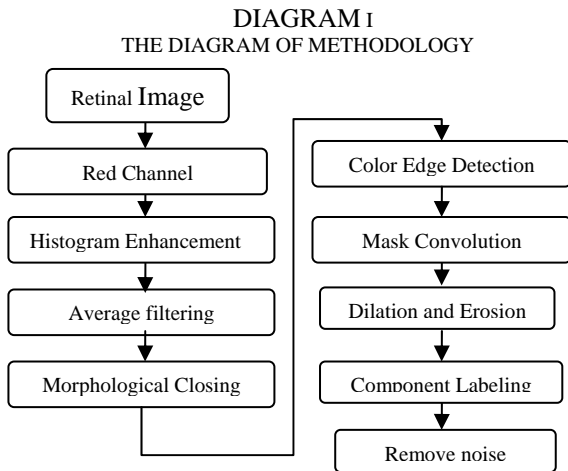 DIAGRAM I
THE DIAGRAM OF METHODOLOGY
Retinal Image
Red Channel
Histogram Enhancement
Average filtering
Morphological Closing
Color Edge Detection
Mask Convolution
Dilation and Erosion
Component Labeling
Remove noise